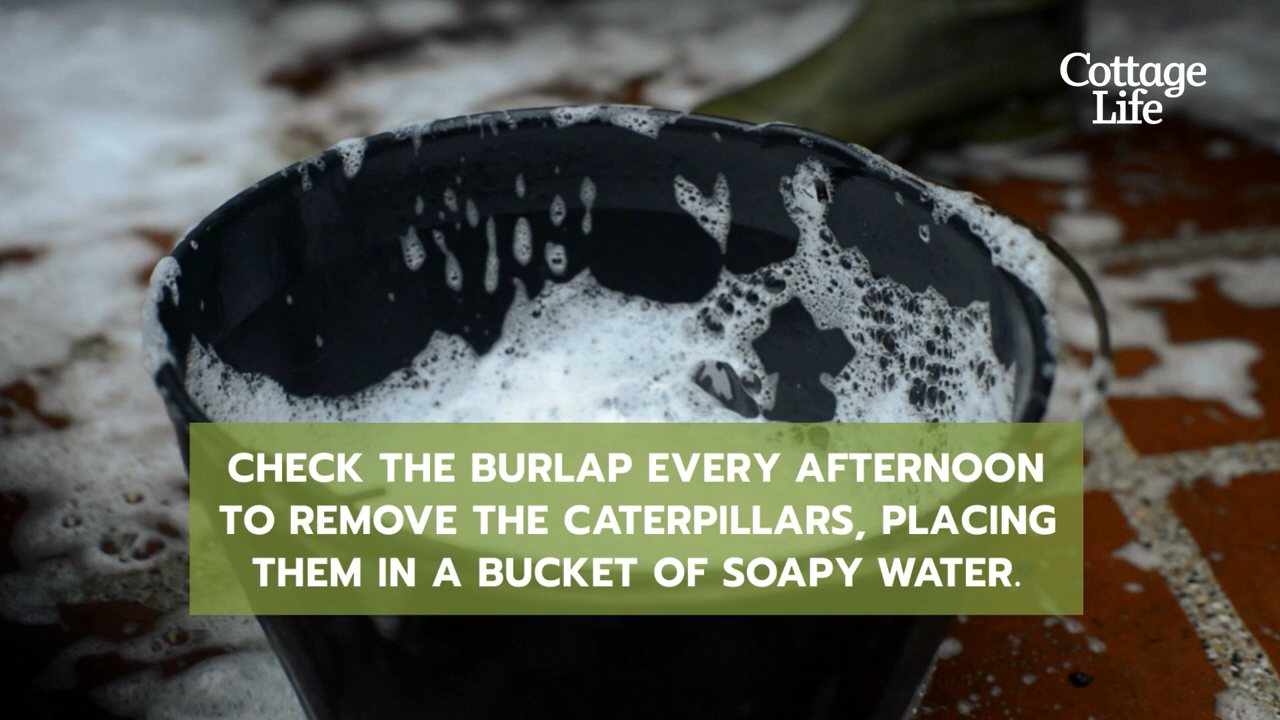 Cottage
Life
CHECK THE BURLAP EVERY AFTERNOON
TO REMOVE THE CATERPILLARS, PLACING
THEM IN A BUCKET OF SOAPY WATER.